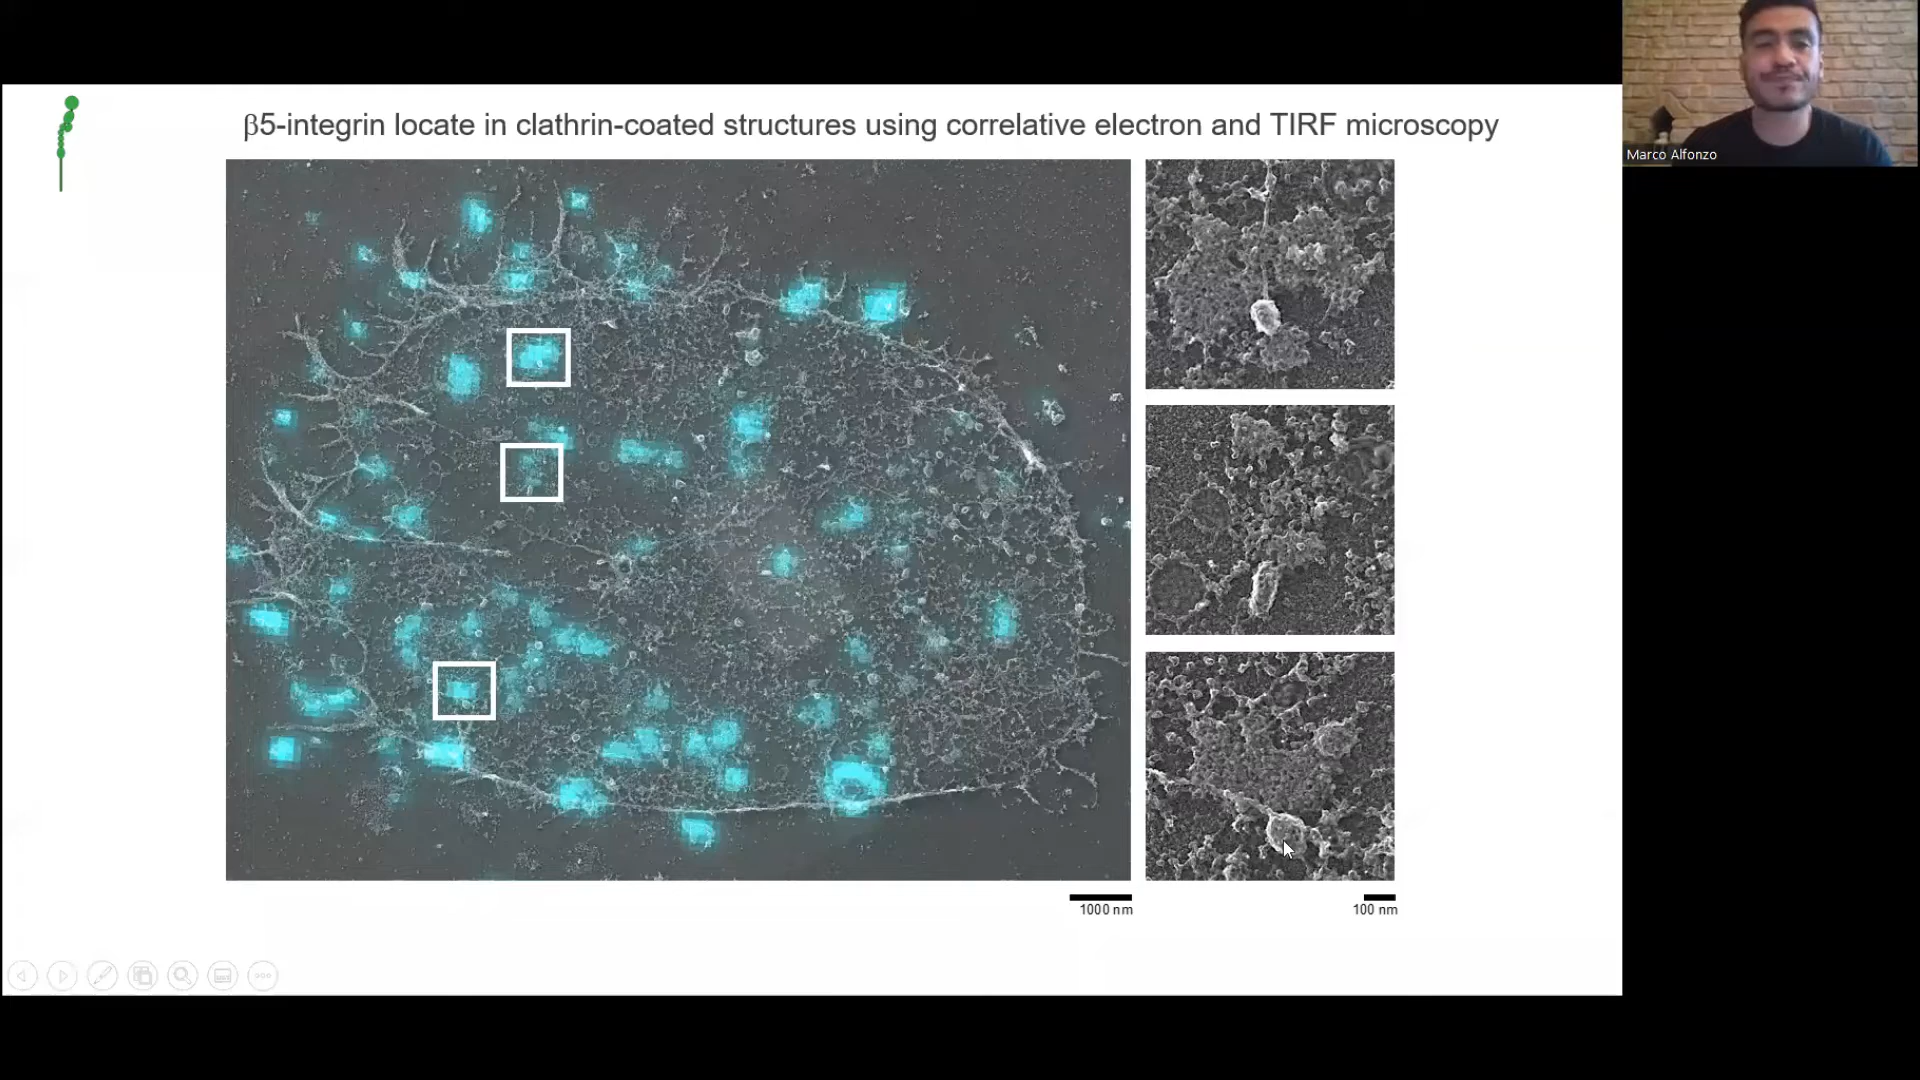 β5-integrin locate in clathrin-coated structures using correlative electron and TIRF microscopy
Marco Alfonzo
1000 nm
100 nm